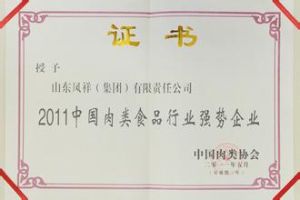 证书
授予
山东凤祥（集团）有限责任公司
2011中国肉类食品行业强势企业
中国肉类协会
二〇一一年五月